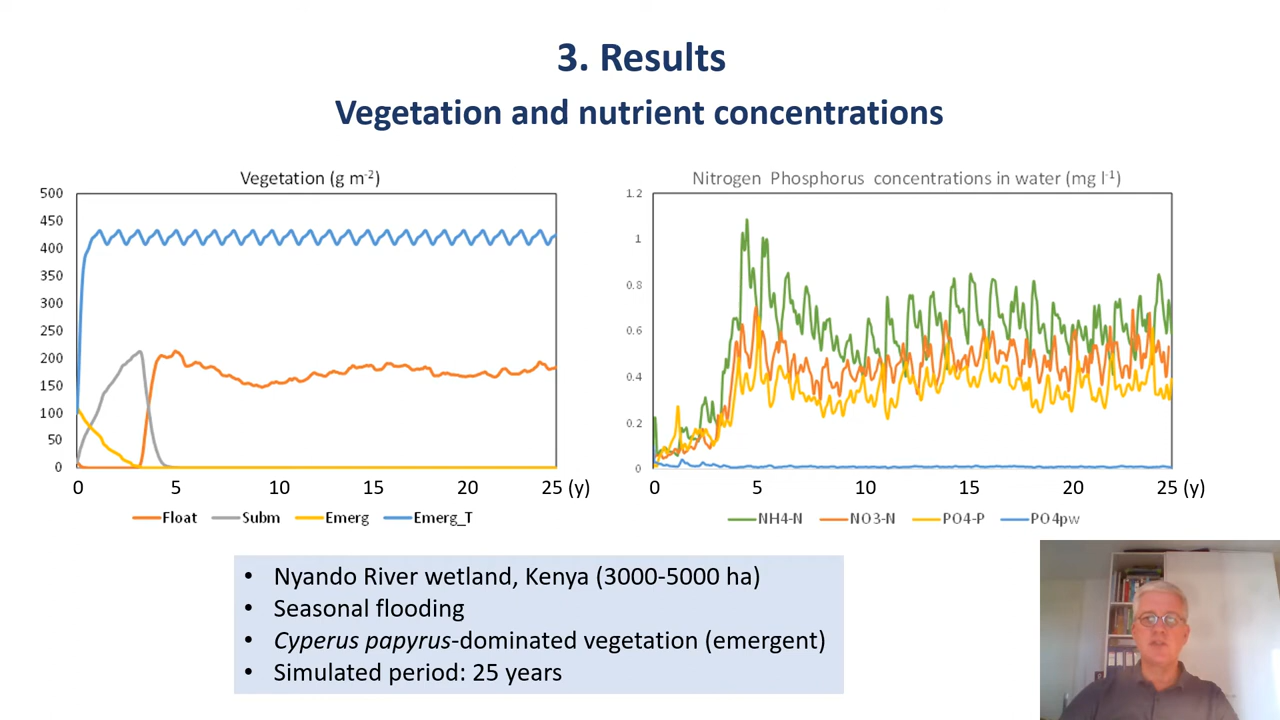 3. Results
Vegetation and nutrient concentrations
Vegetation (g m-2)
500
450
400
350
300
250
200
150
100
50
0
0 5 10 15 20 25 (y)
Float Subm Emerg Emerg_T
Nitrogen Phosphorus concentrations in water (mg l-1)
1.2
1
0.8
0.6
0.4
0.2
0
0 5 10 15 20 25 (y)
NH4-N NO3-N PO4-P PO4pw
• Nyando River wetland, Kenya (3000-5000 ha)
• Seasonal flooding
• Cyperus papyrus-dominated vegetation (emergent)
• Simulated period: 25 years